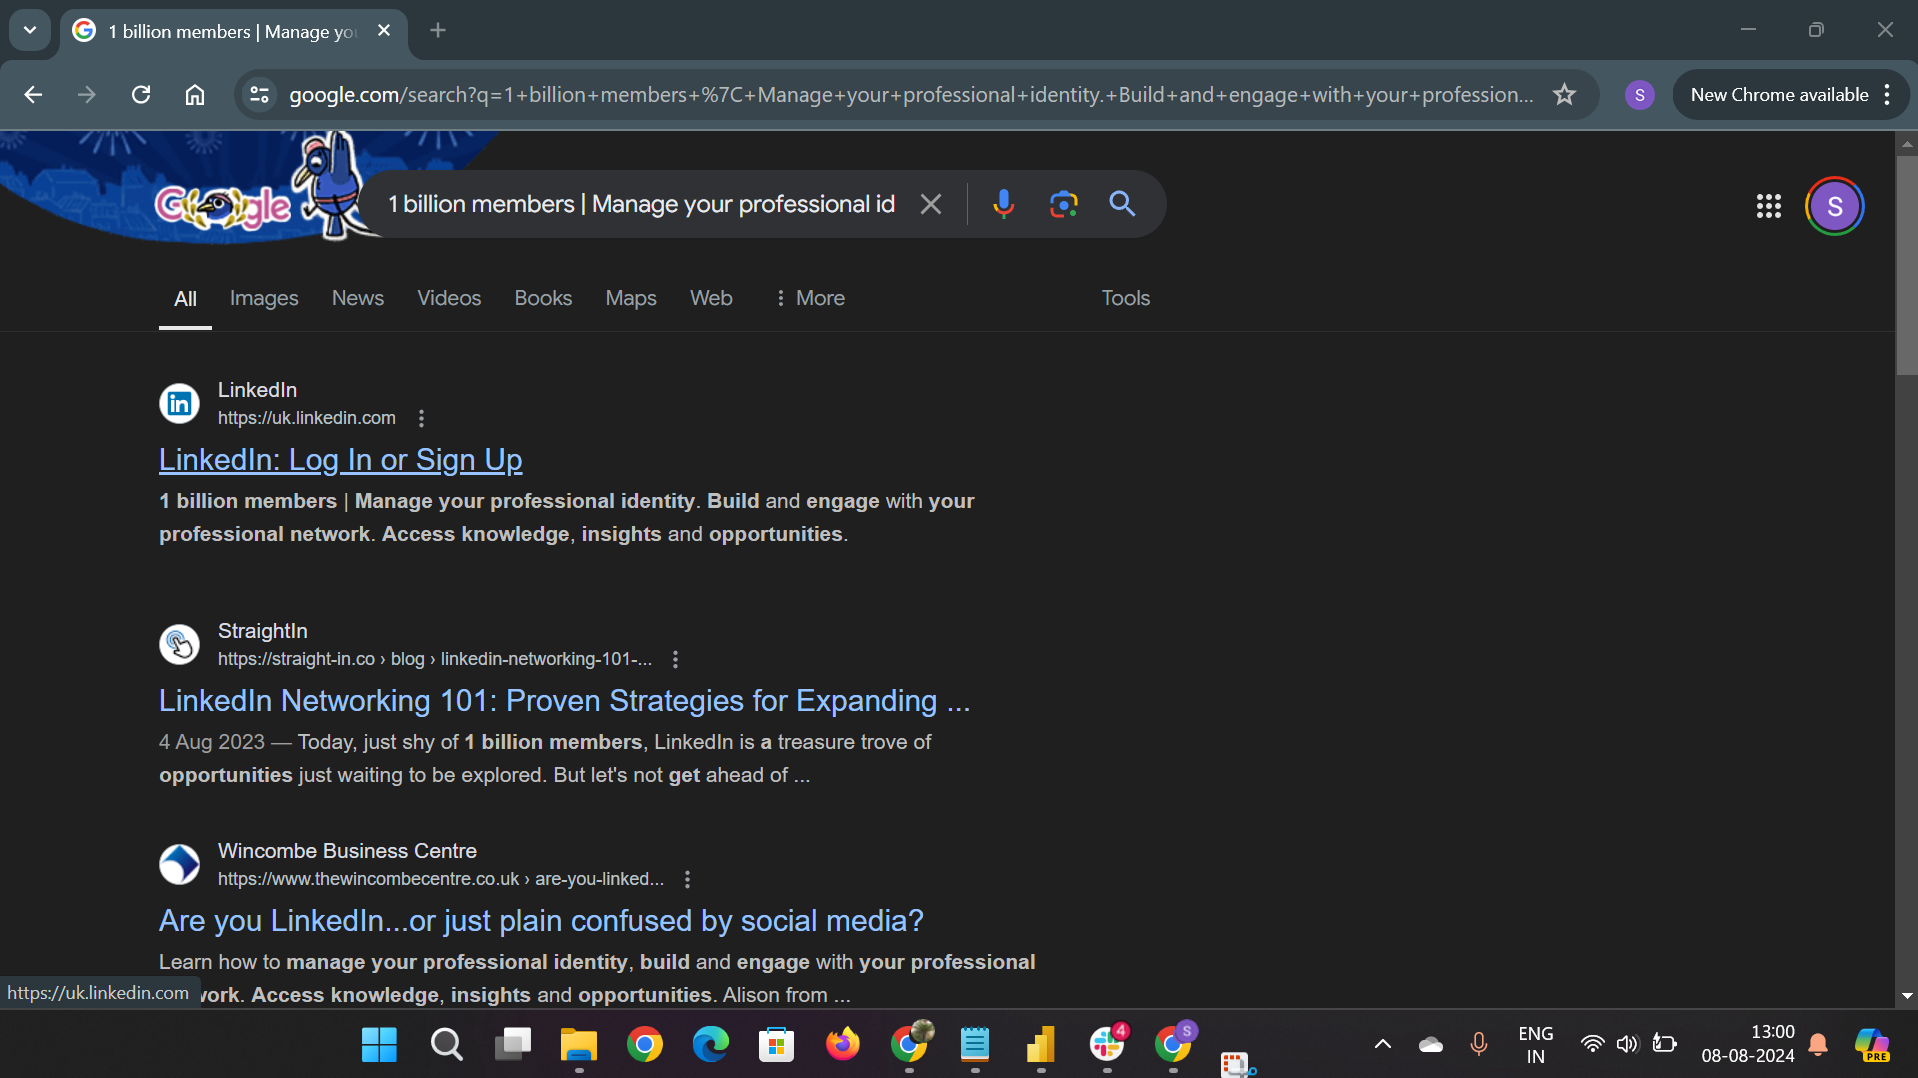 1 billion members | Manage you
google.com/search?q=1+billion+members+%7C+Manage+your+professional+identity.+Build+and+engage+with+your+profession...
S
New Chrome available
Google
1 billion members | Manage your professional id
S
All
Images
News
Videos
Books
Maps
Web
More
Tools
in
LinkedIn
https://uk.linkedin.com
LinkedIn: Log In or Sign Up
1 billion members | Manage your professional identity. Build and engage with your
professional network. Access knowledge, insights and opportunities.
StraightIn
https://straight-in.co › blog › linkedin-networking-101-...
LinkedIn Networking 101: Proven Strategies for Expanding ...
4 Aug 2023 — Today, just shy of 1 billion members, LinkedIn is a treasure trove of
opportunities just waiting to be explored. But let's not get ahead of ...
Wincombe Business Centre
https://www.thewincombecentre.co.uk › are-you-linked...
Are you LinkedIn...or just plain confused by social media?
Learn how to manage your professional identity, build and engage with your professional
work. Access knowledge, insights and opportunities. Alison from ...
https://uk.linkedin.com
4
S
ENG
IN
13:00
08-08-2024
PRE